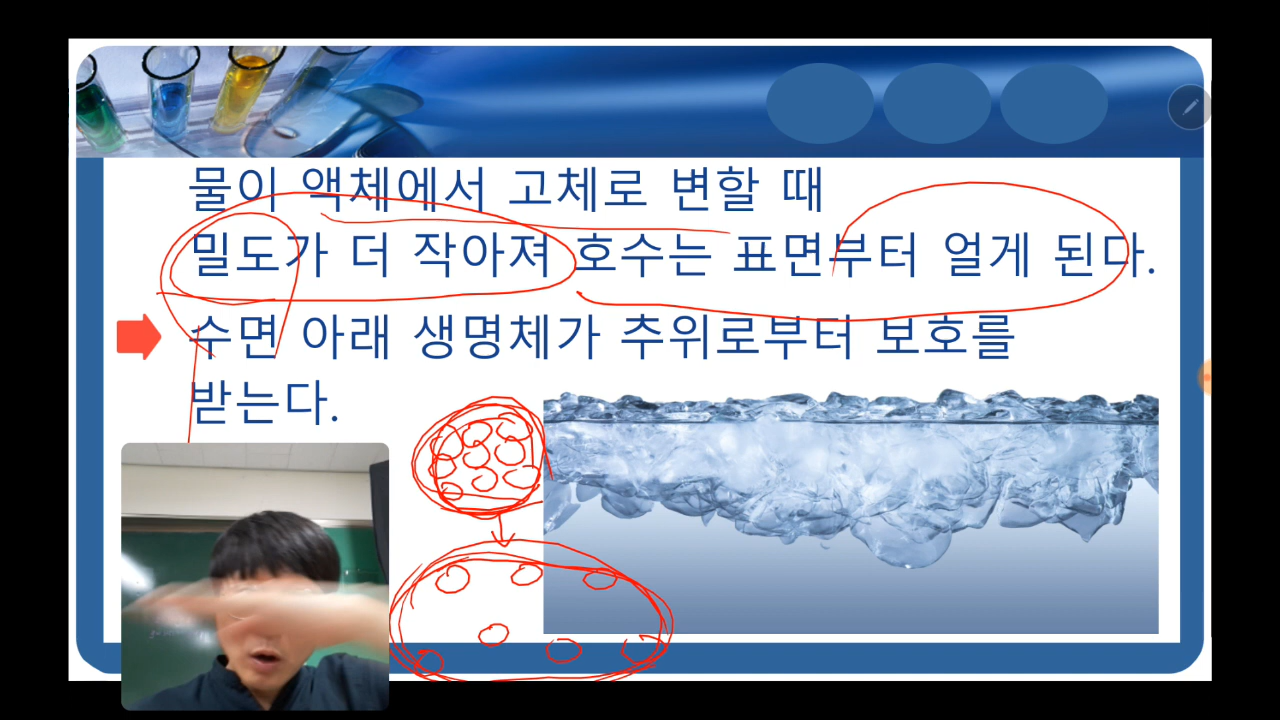 물이 액체에서 고체로 변할 때
밀도가 더 작아져 호수는 표면부터 얼게 된다.
수면 아래 생명체가 추위로부터 보호를
받는다.